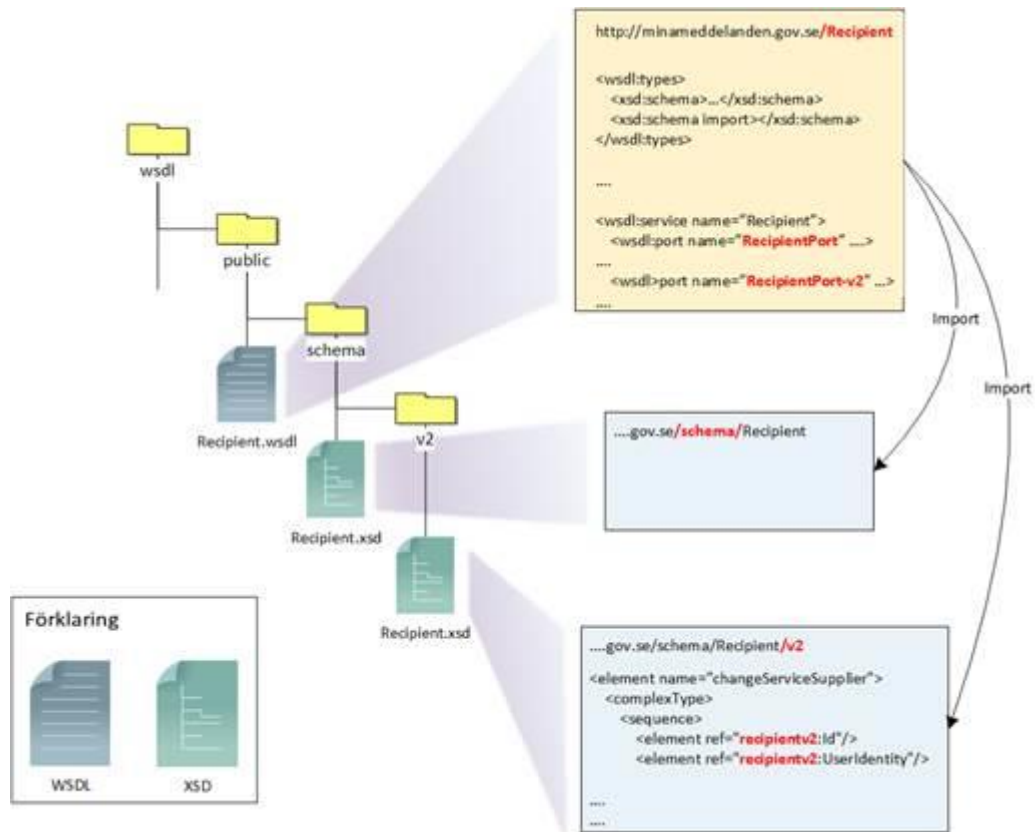 wsdl
public
schema
Recipient.wsdl
v2
Recipient.xsd
Recipient.xsd
Förklaring
WSDL
XSD
http://minameddelanden.gov.se/Recipient
<wsdl:types>
<xsd:schema>...</xsd:schema>
<xsd:schema import></xsd:schema>
</wsdl:types>
....
<wsdl:service name="Recipient">
<wsdl:port name="RecipientPort" ....>
....
<wsdl>port name="RecipientPort-v2" ...>
....
Import
Import
....gov.se/schema/Recipient
....gov.se/schema/Recipient/v2
<element name="changeServiceSupplier">
<complexType>
<sequence>
<element ref="recipientv2:Id"/>
<element ref="recipientv2:UserIdentity"/>
....
....